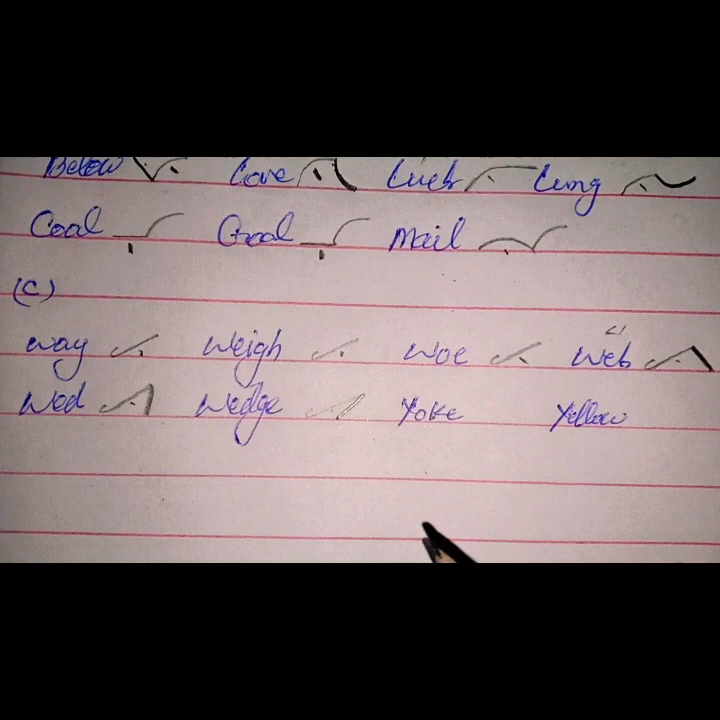 Below Love Luck Lung
Coal Goal Mail
(C)
Way Weigh Woe Web
Wed Wedge Yoke Yellow